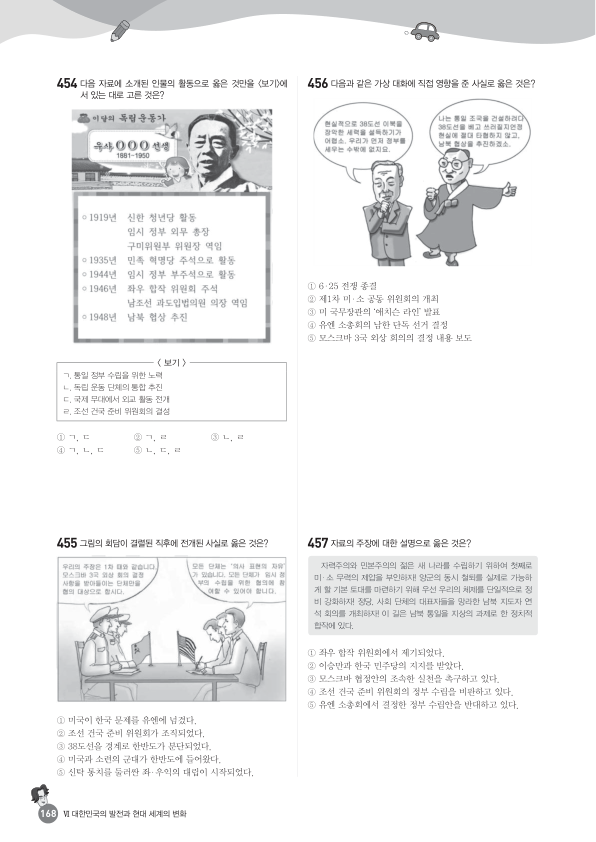 454 다음 자료에 소개된 인물의 활동으로 옳은 것만을 <보기>에
서 있는 대로 고른 것은?
이달의 독립운동가
우사 OOO 선생
1881-1950
1919년 신한 청년당 활동
임시 정부 외무 총장
구미위원부 위원장 역임
1935년 민족 혁명당 주석으로 활동
1944년 임시 정부 부주석으로 활동
1946년 좌우 합작 위원회 주석
남조선 과도입법의원 의장 역임
1948년 남북 협상 추진
< 보기 >
ㄱ. 통일 정부 수립을 위한 노력
ㄴ. 독립 운동 단체의 통합 추진
ㄷ. 국제 무대에서 외교 활동 전개
ㄹ. 조선 건국 준비 위원회의 결성
① ㄱ, ㄷ ② ㄱ, ㄹ ③ ㄴ, ㄹ
④ ㄱ, ㄴ, ㄷ ⑤ ㄴ, ㄷ, ㄹ
455 그림의 회담이 결렬된 직후에 전개된 사실로 옳은 것은?
우리의 주장은 1차 때와 같습니다.
모스크바 3국 외상 회의 결정
사항을 받아들이는 단체만을
협의 대상으로 합시다.
모든 단체는 '의사 표현의 자유'
가 있습니다. 모든 단체가 임시 정
부의 수립을 위한 협의에 참
여할 수 있어야 합니다.
① 미국이 한국 문제를 유엔에 넘겼다.
② 조선 건국 준비 위원회가 조직되었다.
③ 38도선을 경계로 한반도가 분단되었다.
④ 미국과 소련의 군대가 한반도에 들어왔다.
⑤ 신탁 통치를 둘러싼 좌·우익의 대립이 시작되었다.
456 다음과 같은 가상 대화에 직접 영향을 준 사실로 옳은 것은?
현실적으로 38도선 이북을
장악한 세력을 설득하기가
어렵소. 우리가 먼저 정부를
세우는 수밖에 없지요.
나는 통일 조국을 건설하려다
38도선을 베고 쓰러질지언정
현실에 절대 타협하지 않고,
남북 협상을 추진하겠소.
① 6·25 전쟁 종결
② 제1차 미·소 공동 위원회의 개최
③ 미 국무장관의 '애치슨 라인' 발표
④ 유엔 소총회의 남한 단독 선거 결정
⑤ 모스크바 3국 외상 회의의 결정 내용 보도
457 자료의 주장에 대한 설명으로 옳은 것은?
자력주의와 민본주의의 젊은 새 나라를 수립하기 위하여 첫째로
미·소 무력의 제압을 부인하자! 양군의 동시 철퇴를 실제로 가능하
게 할 기본 토대를 마련하기 위해 우선 우리의 체제를 단일적으로 정
비 강화하자! 정당, 사회 단체의 대표자들을 망라한 남북 지도자 연
석 회의를 개최하자! 이 길은 남북 통일을 지상의 과제로 한 정치적
합작에 있다.
① 좌우 합작 위원회에서 제기되었다.
② 이승만과 한국 민주당의 지지를 받았다.
③ 모스크바 협정안의 조속한 실천을 촉구하고 있다.
④ 조선 건국 준비 위원회의 정부 수립을 비판하고 있다.
⑤ 유엔 소총회에서 결정한 정부 수립안을 반대하고 있다.
168 Ⅵ 대한민국의 발전과 현대 세계의 변화